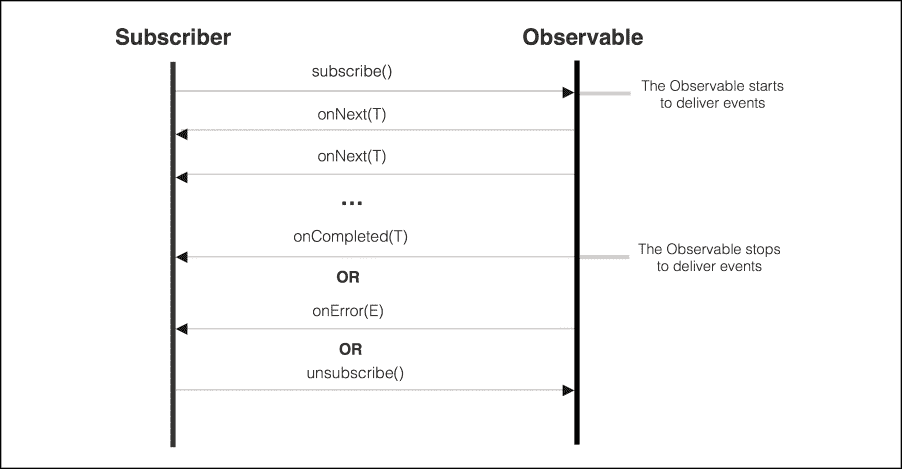 Subscriber
Observable
subscribe()
The Observable starts
to deliver events
onNext(T)
onNext(T)
...
onCompleted(T)
The Observable stops
to deliver events
OR
onError(E)
OR
unsubscribe()